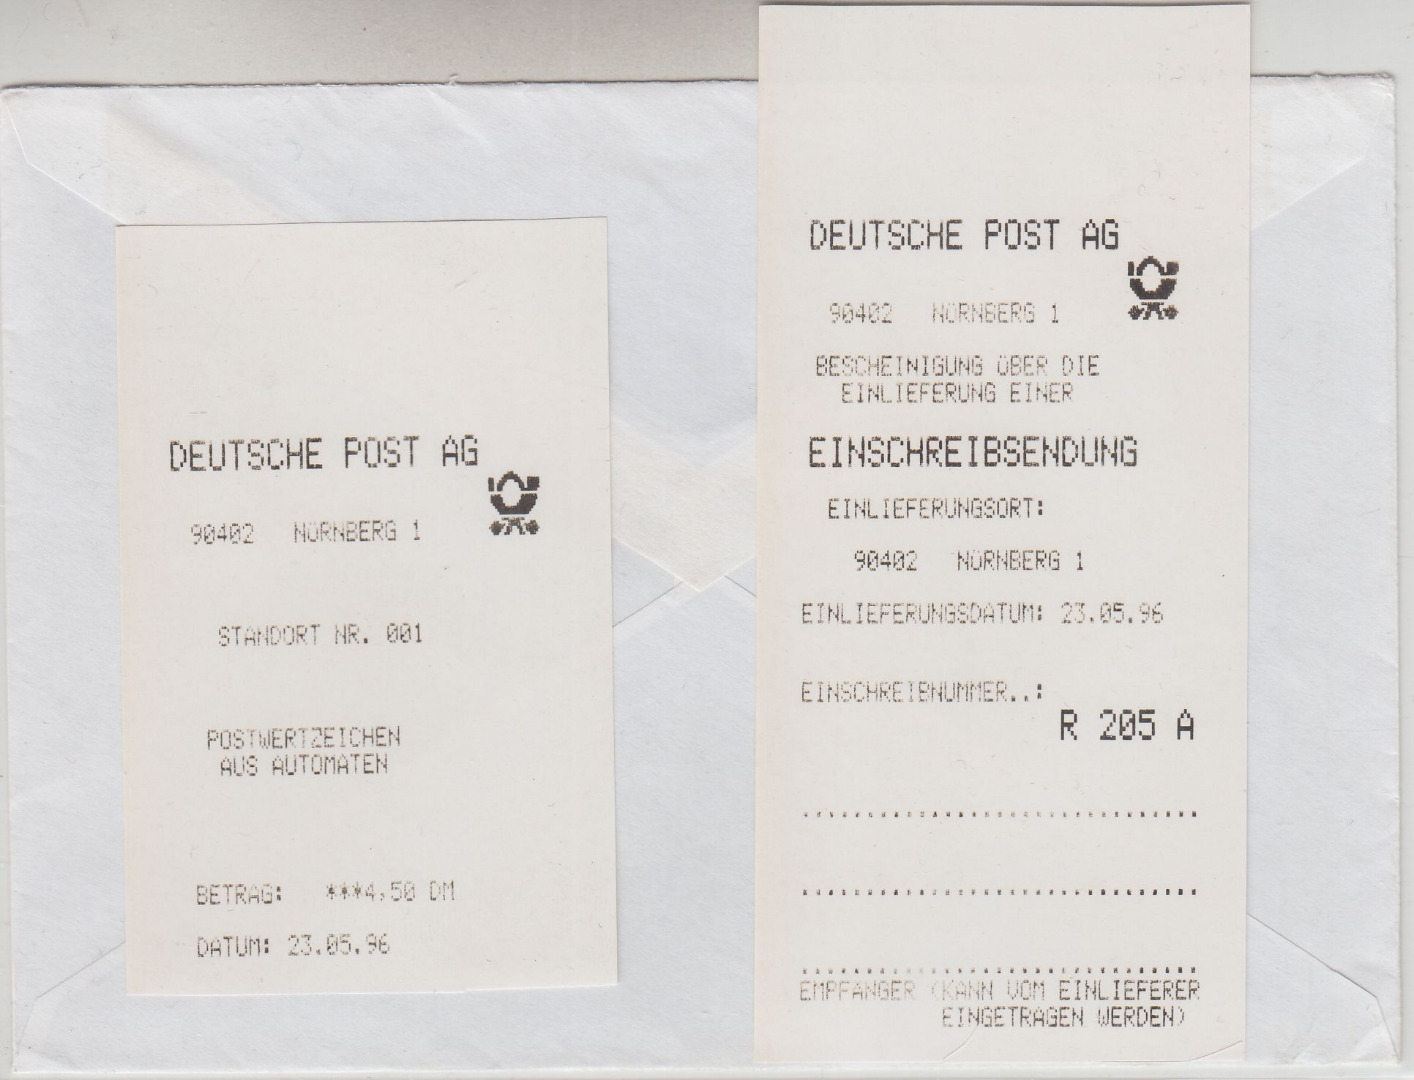 DEUTSCHE POST AG
90402 NÜRNBERG 1
STANDORT NR. 001
POSTWERTZEICHEN
AUS AUTOMATEN
BETRAG: ***4,50 DM
DATUM: 23.05.96
DEUTSCHE POST AG
90402 NÜRNBERG 1
BESCHEINIGUNG ÜBER DIE
EINLIEFERUNG EINER
EINSCHREIBSENDUNG
EINLIEFERUNGSORT:
90402 NÜRNBERG 1
EINLIEFERUNGSDATUM: 23.05.96
EINSCHREIBNUMMER..:
R 205 A
EMPFÄNGER (KANN VOM EINLIEFERER
EINGETRAGEN WERDEN)